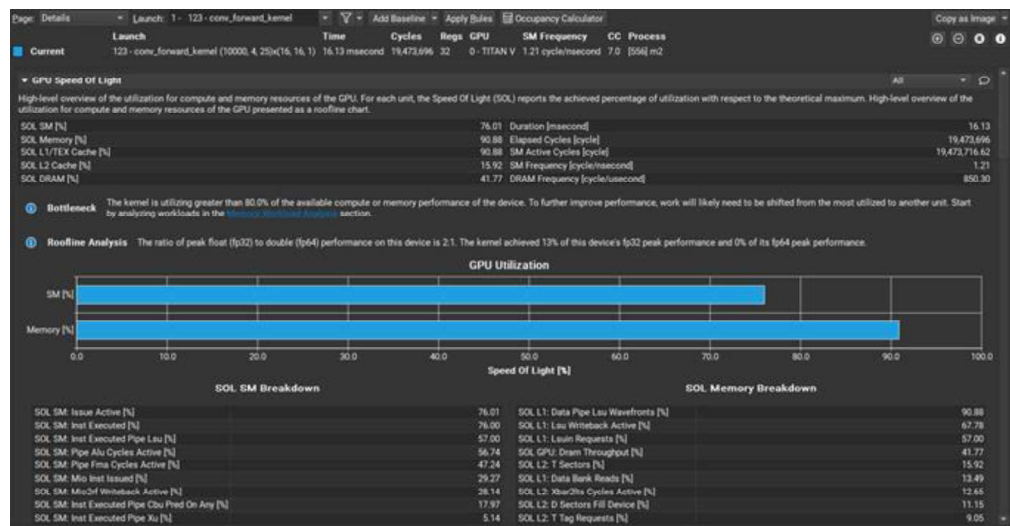 Page: Details Launch: 1 - 123 - conv_forward_kernel Add Baseline Apply Rules Occupancy Calculator Copy as Image
Launch Time Cycles Regs GPU SM Frequency CC Process
Current 123 - conv_forward_kernel (10000, 4, 25)x(16, 16, 1) 16.13 msecond 19,473,696 32 0 - TITAN V 1.21 cycle/nsecond 7.0 [556] m2
GPU Speed Of Light All
High-level overview of the utilization for compute and memory resources of the GPU. For each unit, the Speed Of Light (SOL) reports the achieved percentage of utilization with respect to the theoretical maximum. High-level overview of the
utilization for compute and memory resources of the GPU presented as a roofline chart.
SOL SM [%] 76.01 Duration [msecond] 16.13
SOL Memory [%] 90.88 Elapsed Cycles [cycle] 19,473,696
SOL L1/TEX Cache [%] 90.88 SM Active Cycles [cycle] 19,473,716.62
SOL L2 Cache [%] 15.92 SM Frequency [cycle/nsecond] 1.21
SOL DRAM [%] 41.77 DRAM Frequency [cycle/usecond] 850.30
Bottleneck The kernel is utilizing greater than 80.0% of the available compute or memory performance of the device. To further improve performance, work will likely need to be shifted from the most utilized to another unit. Start
by analyzing workloads in the Memory Workload Analysis section.
Roofline Analysis The ratio of peak float (fp32) to double (fp64) performance on this device is 2:1. The kernel achieved 13% of this device's fp32 peak performance and 0% of its fp64 peak performance.
GPU Utilization
SM [%]
Memory [%]
0.0 10.0 20.0 30.0 40.0 50.0 60.0 70.0 80.0 90.0 100.0
Speed Of Light [%]
SOL SM Breakdown SOL Memory Breakdown
SOL SM: Issue Active [%] 76.01 SOL L1: Data Pipe Lsu Wavefronts [%] 90.88
SOL SM: Inst Executed [%] 76.00 SOL L1: Lsu Writeback Active [%] 67.78
SOL SM: Inst Executed Pipe Lsu [%] 57.00 SOL L1: Lsuin Requests [%] 57.00
SOL SM: Pipe Alu Cycles Active [%] 56.74 SOL GPU: Dram Throughput [%] 41.77
SOL SM: Pipe Fma Cycles Active [%] 47.24 SOL L2: T Sectors [%] 15.92
SOL SM: Mio Inst Issued [%] 29.27 SOL L1: Data Bank Reads [%] 13.49
SOL SM: Mio2rf Writeback Active [%] 28.14 SOL L2: Xbar2lts Cycles Active [%] 12.65
SOL SM: Inst Executed Pipe Cbu Pred On Any [%] 17.97 SOL L2: D Sectors Fill Device [%] 11.15
SOL SM: Inst Executed Pipe Xu [%] 5.14 SOL L2: T Tag Requests [%] 9.05